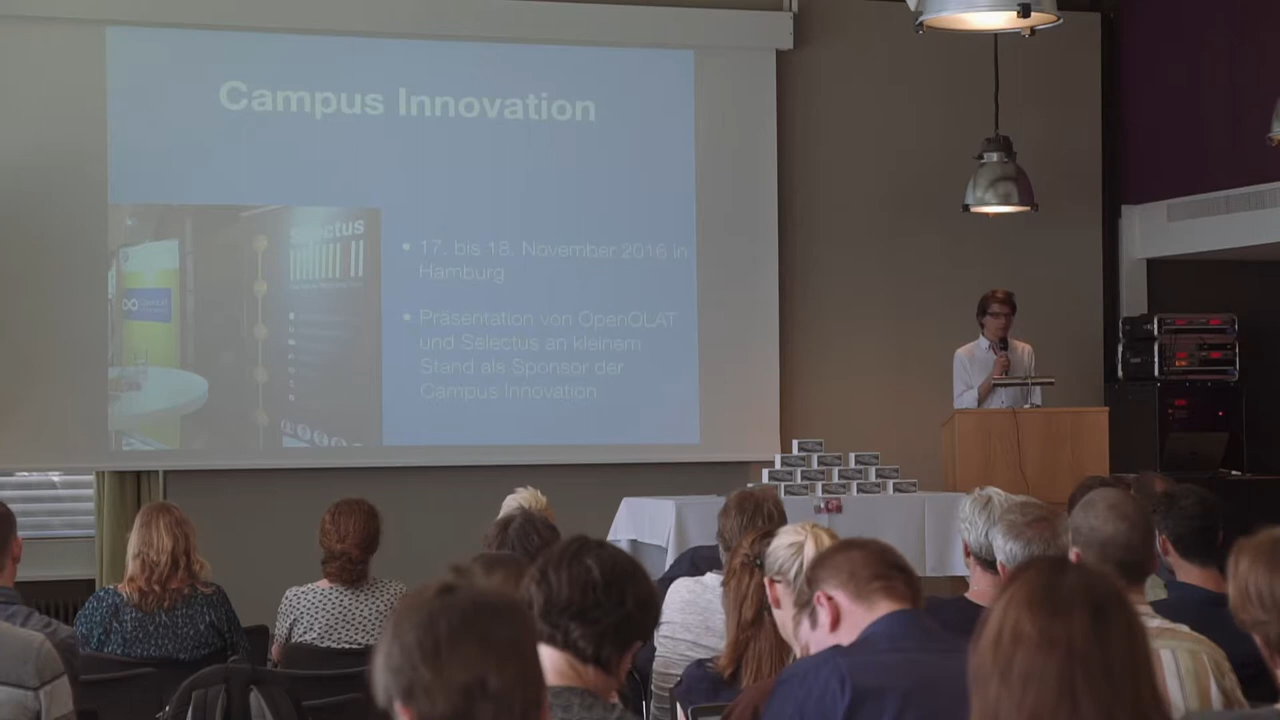 Campus Innovation
selectus
• 17. bis 18. November 2016 in
Hamburg
• Präsentation von OpenOLAT
und Selectus an kleinem
Stand als Sponsor der
Campus Innovation